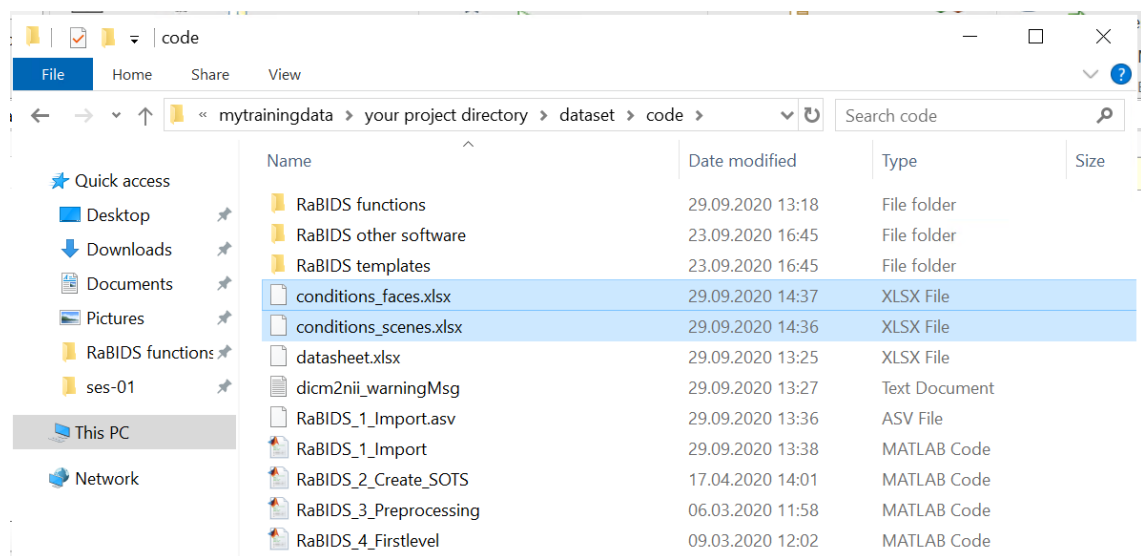 code
File Home Share View
« mytrainingdata > your project directory > dataset > code > Search code
Name Date modified Type Size
Quick access
Desktop
Downloads
Documents
Pictures
RaBIDS functions
ses-01
This PC
Network
RaBIDS functions 29.09.2020 13:18 File folder
RaBIDS other software 23.09.2020 16:45 File folder
RaBIDS templates 23.09.2020 16:45 File folder
conditions_faces.xlsx 29.09.2020 14:37 XLSX File
conditions_scenes.xlsx 29.09.2020 14:36 XLSX File
datasheet.xlsx 29.09.2020 13:25 XLSX File
dicm2nii_warningMsg 29.09.2020 13:27 Text Document
RaBIDS_1_Import.asv 29.09.2020 13:36 ASV File
RaBIDS_1_Import 29.09.2020 13:38 MATLAB Code
RaBIDS_2_Create_SOTS 17.04.2020 14:01 MATLAB Code
RaBIDS_3_Preprocessing 06.03.2020 11:58 MATLAB Code
RaBIDS_4_Firstlevel 09.03.2020 12:02 MATLAB Code